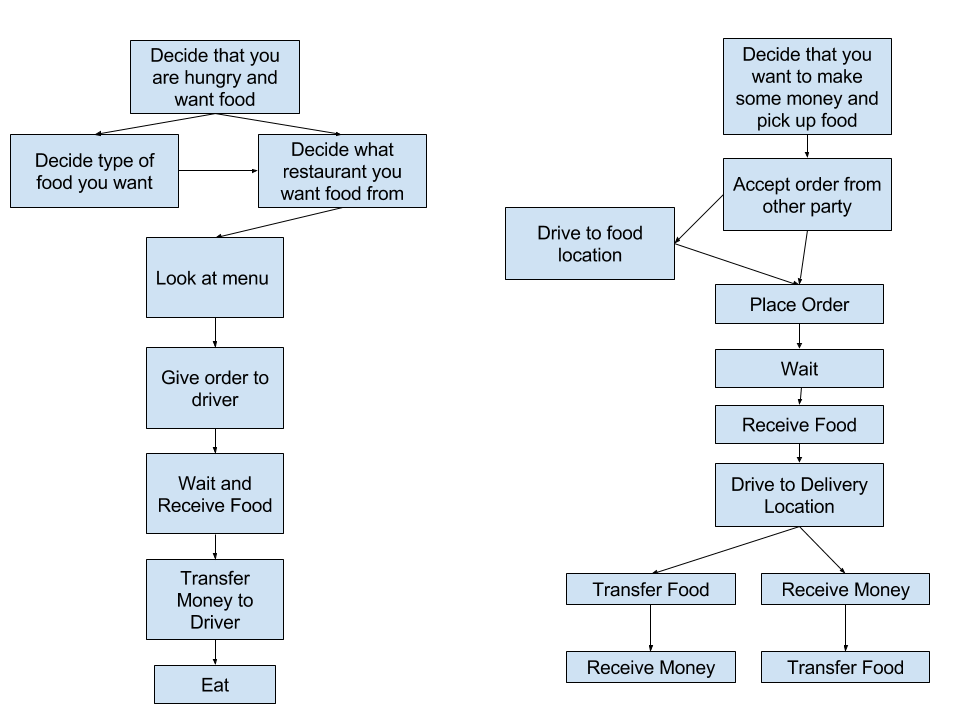 Decide that you
are hungry and
want food
Decide type of
food you want
Decide what
restaurant you
want food from
Look at menu
Give order to
driver
Wait and
Receive Food
Transfer
Money to
Driver
Eat
Decide that you
want to make
some money and
pick up food
Accept order from
other party
Drive to food
location
Place Order
Wait
Receive Food
Drive to Delivery
Location
Transfer Food
Receive Money
Receive Money
Transfer Food